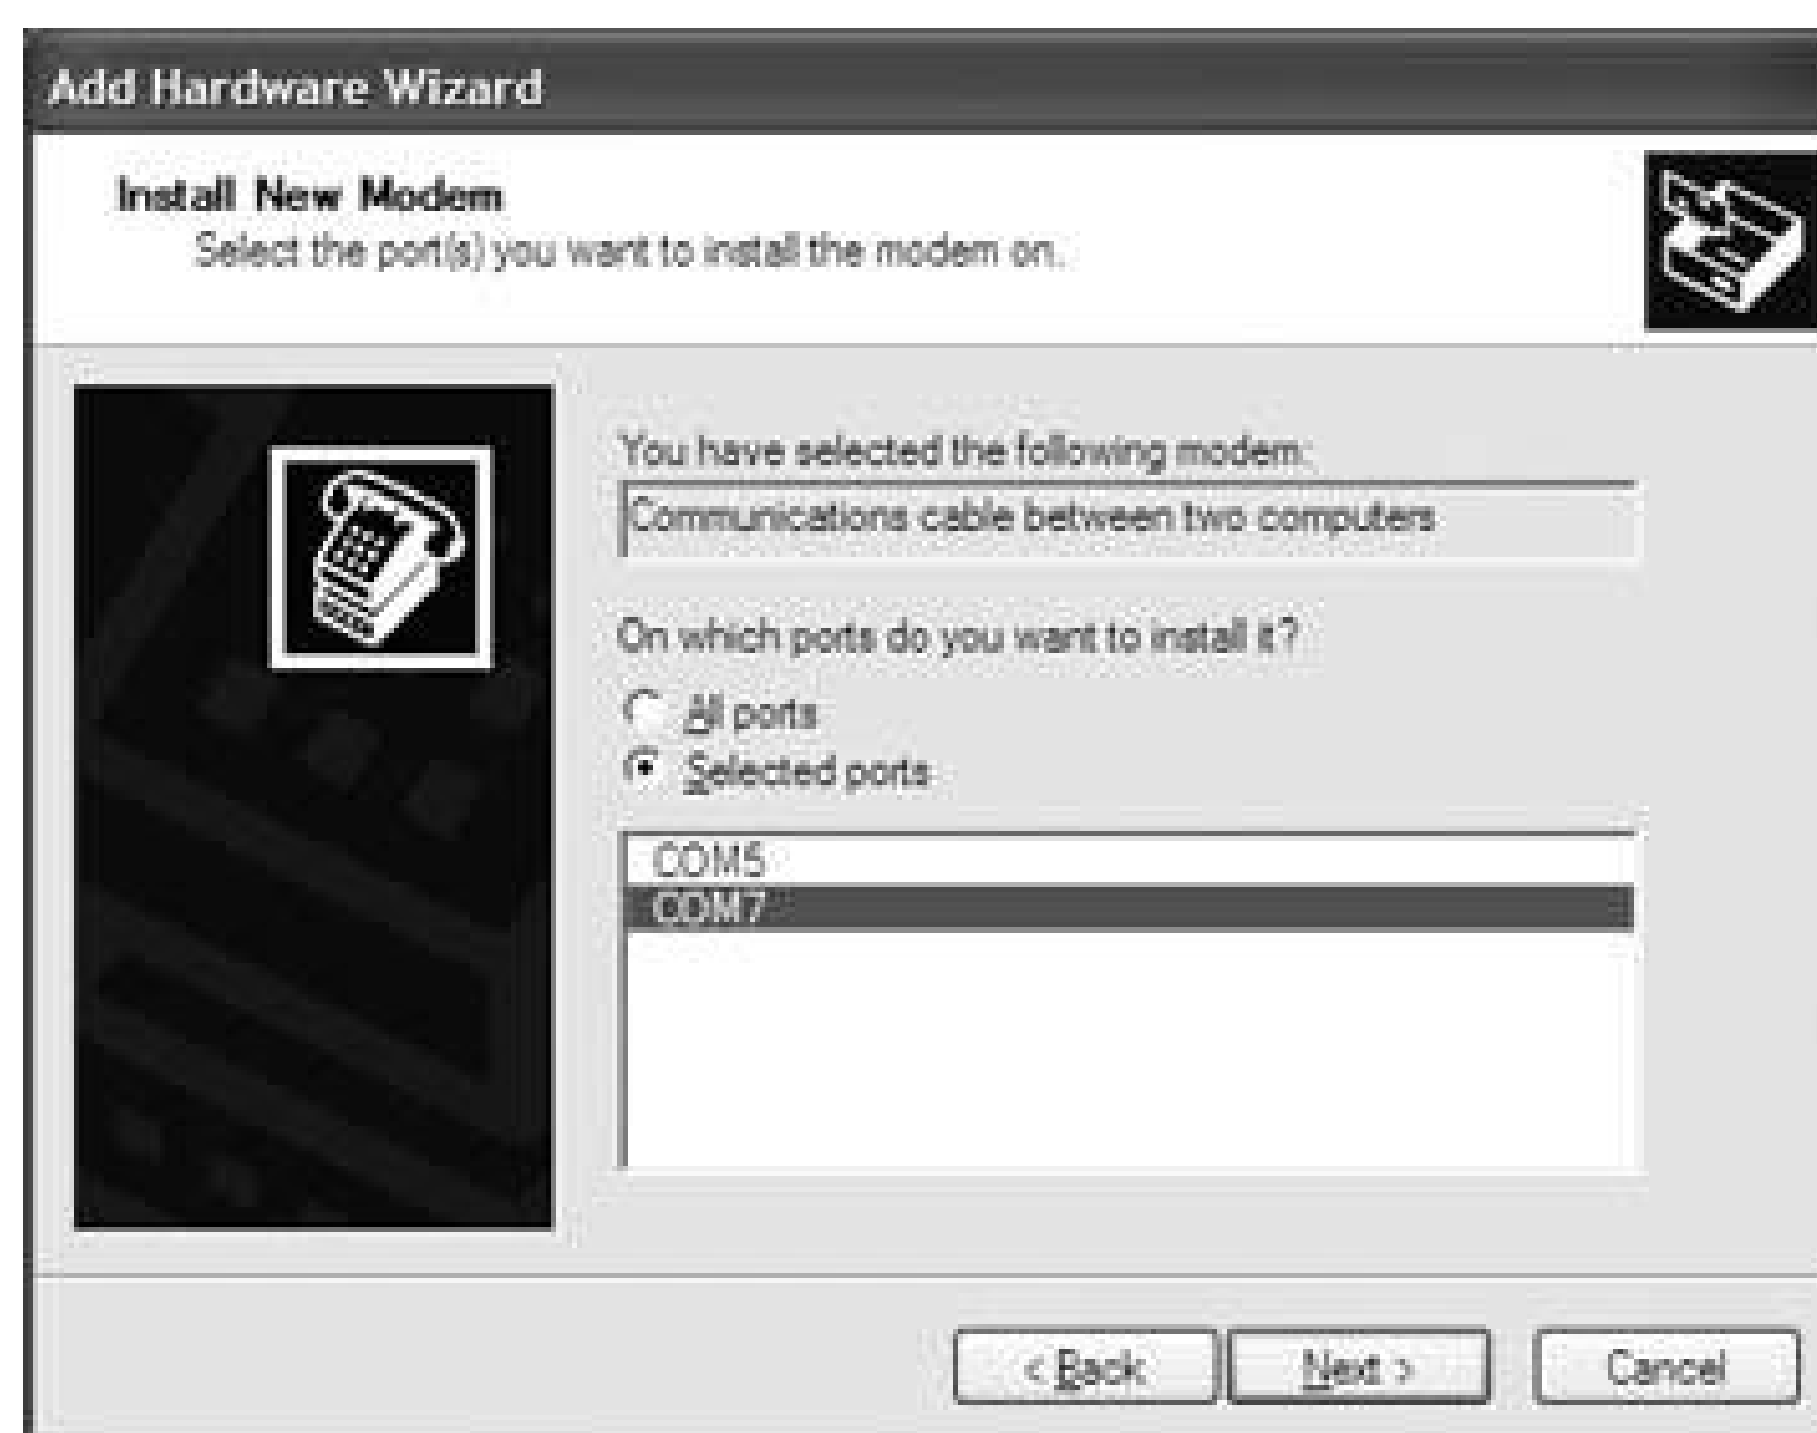 Add Hardware Wizard
Install New Modem
Select the port(s) you want to install the modem on.
You have selected the following modem:
Communications cable between two computers
On which ports do you want to install it?
All ports
Selected ports
COM5
COM7
< Back
Next >
Cancel